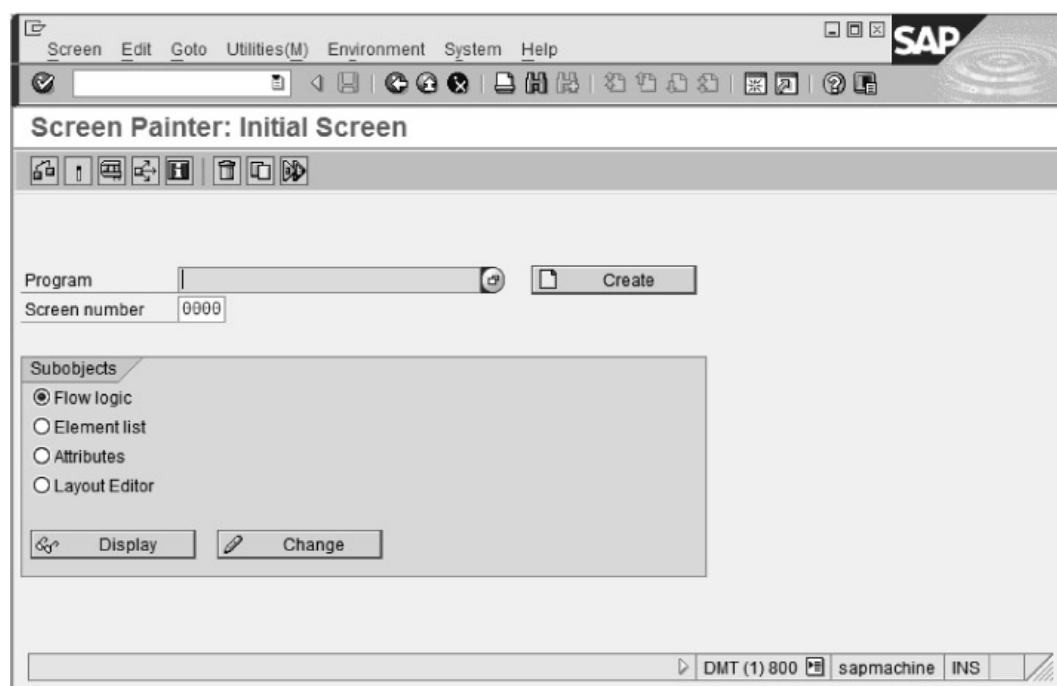 Screen Edit Goto Utilities(M) Environment System Help
SAP
Screen Painter: Initial Screen
Program Create
Screen number 0000
Subobjects
Flow logic
Element list
Attributes
Layout Editor
Display Change
DMT (1) 800 sapmachine INS